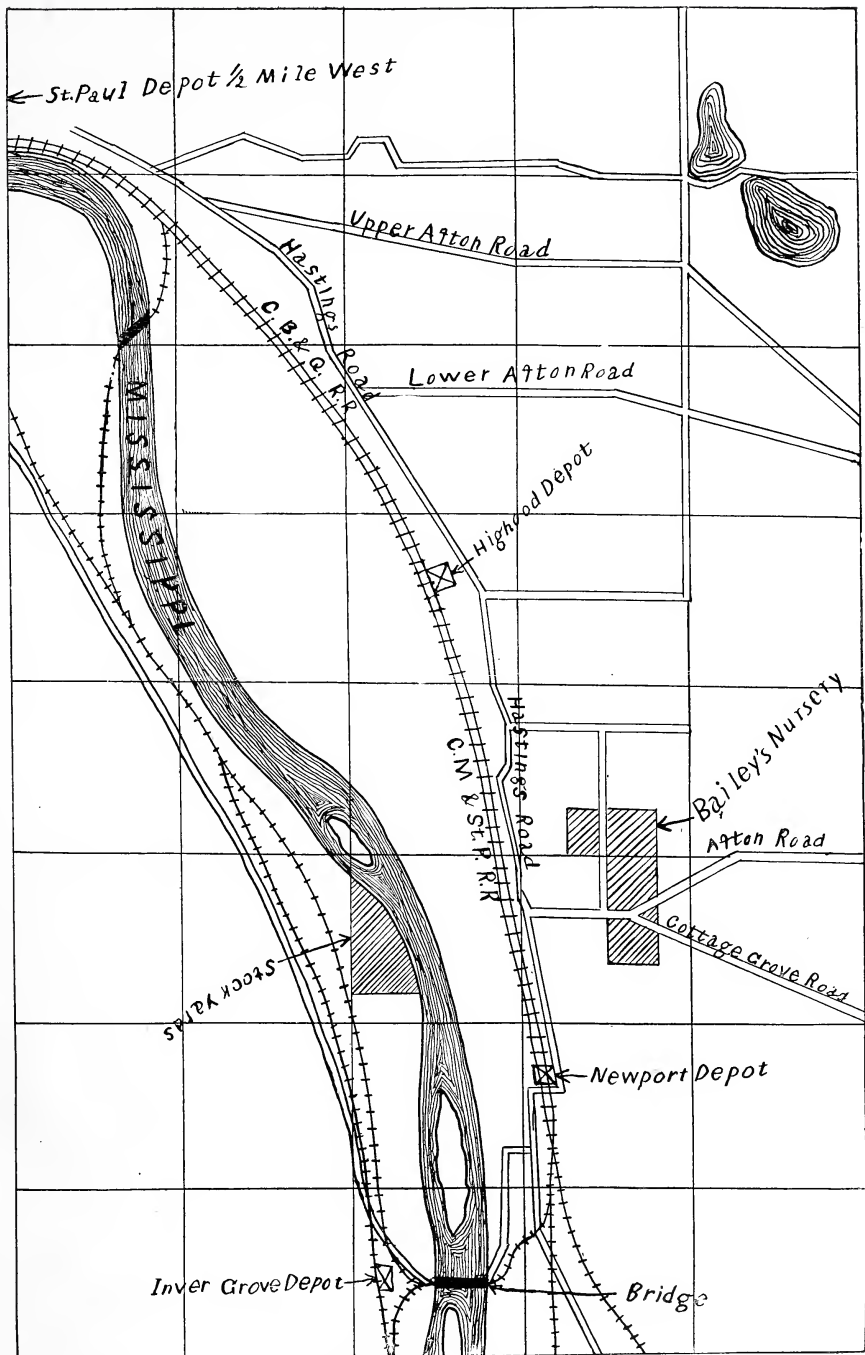 St. Paul Depot ½ Mile West
Upper Afton Road
Hastings Road
C. B. & Q. R.R
Lower Afton Road
MISSISSIPPI
Highood Depot
Hastings Road
C. M & St. P. R.R
Bailey's Nursery
Afton Road
Cottage Grove Road
Stock Yards
Newport Depot
Inver Grove Depot
Bridge